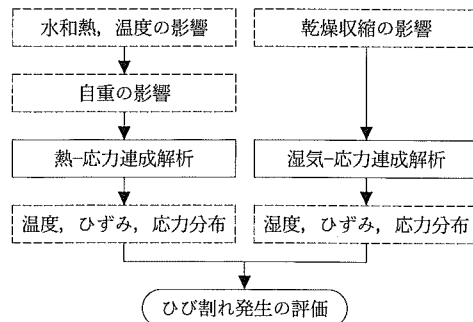 水和熱，温度の影響
乾燥収縮の影響
自重の影響
熱–応力連成解析
湿気–応力連成解析
温度，ひずみ，応力分布
湿度，ひずみ，応力分布
ひび割れ発生の評価